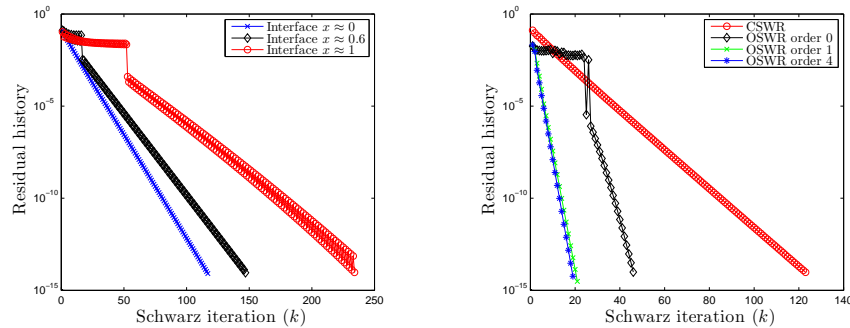 10^0
10^-5
10^-10
10^-15
Residual history
0 50 100 150 200 250
Schwarz iteration (k)
Interface x ≈ 0
Interface x ≈ 0.6
Interface x ≈ 1
10^0
10^-5
10^-10
10^-15
Residual history
0 20 40 60 80 100 120 140
Schwarz iteration (k)
CSWR
OSWR order 0
OSWR order 1
OSWR order 4